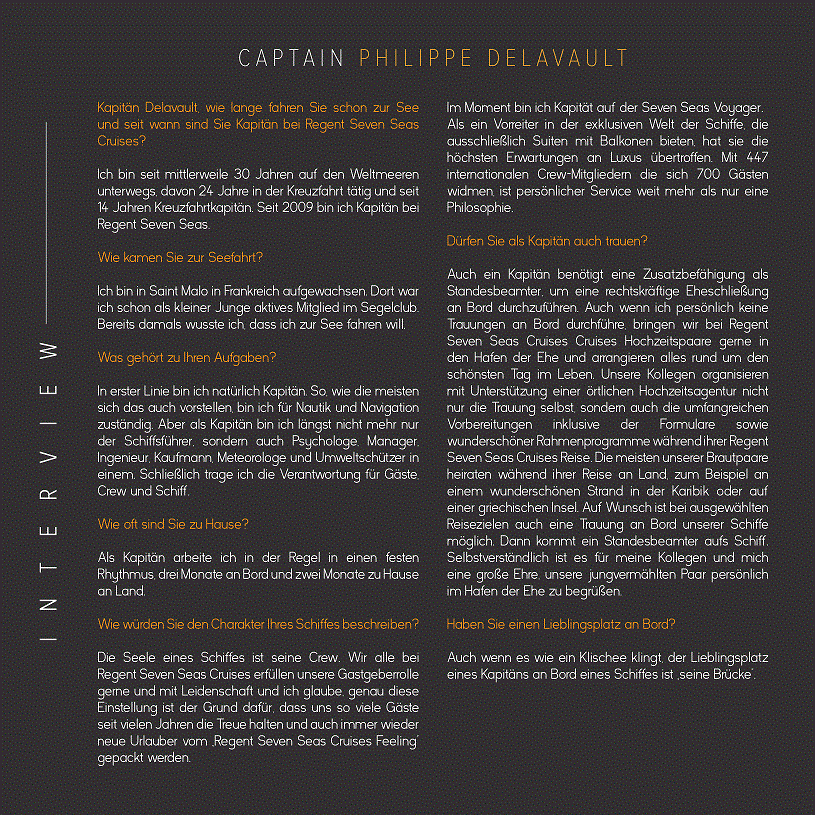 CAPTAIN PHILIPPE DELAVAULT
INTERVIEW
Kapitän Delavault, wie lange fahren Sie schon zur See
und seit wann sind Sie Kapitän bei Regent Seven Seas
Cruises?
Ich bin seit mittlerweile 30 Jahren auf den Weltmeeren
unterwegs, davon 24 Jahre in der Kreuzfahrt tätig und seit
14 Jahren Kreuzfahrtkapitän. Seit 2009 bin ich Kapitän bei
Regent Seven Seas.
Wie kamen Sie zur Seefahrt?
Ich bin in Saint Malo in Frankreich aufgewachsen. Dort war
ich schon als kleiner Junge aktives Mitglied im Segelclub.
Bereits damals wusste ich, dass ich zur See fahren will.
Was gehört zu Ihren Aufgaben?
In erster Linie bin ich natürlich Kapitän. So, wie die meisten
sich das auch vorstellen, bin ich für Nautik und Navigation
zuständig. Aber als Kapitän bin ich längst nicht mehr nur
der Schiffsführer, sondern auch Psychologe, Manager,
Ingenieur, Kaufmann, Meteorologe und Umweltschützer in
einem. Schließlich trage ich die Verantwortung für Gäste,
Crew und Schiff.
Wie oft sind Sie zu Hause?
Als Kapitän arbeite ich in der Regel in einen festen
Rhythmus, drei Monate an Bord und zwei Monate zu Hause
an Land.
Wie würden Sie den Charakter Ihres Schiffes beschreiben?
Die Seele eines Schiffes ist seine Crew. Wir alle bei
Regent Seven Seas Cruises erfüllen unsere Gastgeberrolle
gerne und mit Leidenschaft und ich glaube, genau diese
Einstellung ist der Grund dafür, dass uns so viele Gäste
seit vielen Jahren die Treue halten und auch immer wieder
neue Urlauber vom „Regent Seven Seas Cruises Feeling"
gepackt werden.
Im Moment bin ich Kapität auf der Seven Seas Voyager.
Als ein Vorreiter in der exklusiven Welt der Schiffe, die
ausschließlich Suiten mit Balkonen bieten, hat sie die
höchsten Erwartungen an Luxus übertroffen. Mit 447
internationalen Crew-Mitgliedern die sich 700 Gästen
widmen, ist persönlicher Service weit mehr als nur eine
Philosophie.
Dürfen Sie als Kapitän auch trauen?
Auch ein Kapitän benötigt eine Zusatzbefähigung als
Standesbeamter, um eine rechtskräftige Eheschließung
an Bord durchzuführen. Auch wenn ich persönlich keine
Trauungen an Bord durchführe, bringen wir bei Regent
Seven Seas Cruises Cruises Hochzeitspaare gerne in
den Hafen der Ehe und arrangieren alles rund um den
schönsten Tag im Leben. Unsere Kollegen organisieren
mit Unterstützung einer örtlichen Hochzeitsagentur nicht
nur die Trauung selbst, sondern auch die umfangreichen
Vorbereitungen inklusive der Formulare sowie
wunderschöner Rahmenprogramme während ihrer Regent
Seven Seas Cruises Reise. Die meisten unserer Brautpaare
heiraten während ihrer Reise an Land, zum Beispiel an
einem wunderschönen Strand in der Karibik oder auf
einer griechischen Insel. Auf Wunsch ist bei ausgewählten
Reisezielen auch eine Trauung an Bord unserer Schiffe
möglich. Dann kommt ein Standesbeamter aufs Schiff.
Selbstverständlich ist es für meine Kollegen und mich
eine große Ehre, unsere jungvermählten Paar persönlich
im Hafen der Ehe zu begrüßen.
Haben Sie einen Lieblingsplatz an Bord?
Auch wenn es wie ein Klischee klingt, der Lieblingsplatz
eines Kapitäns an Bord eines Schiffes ist „seine Brücke".